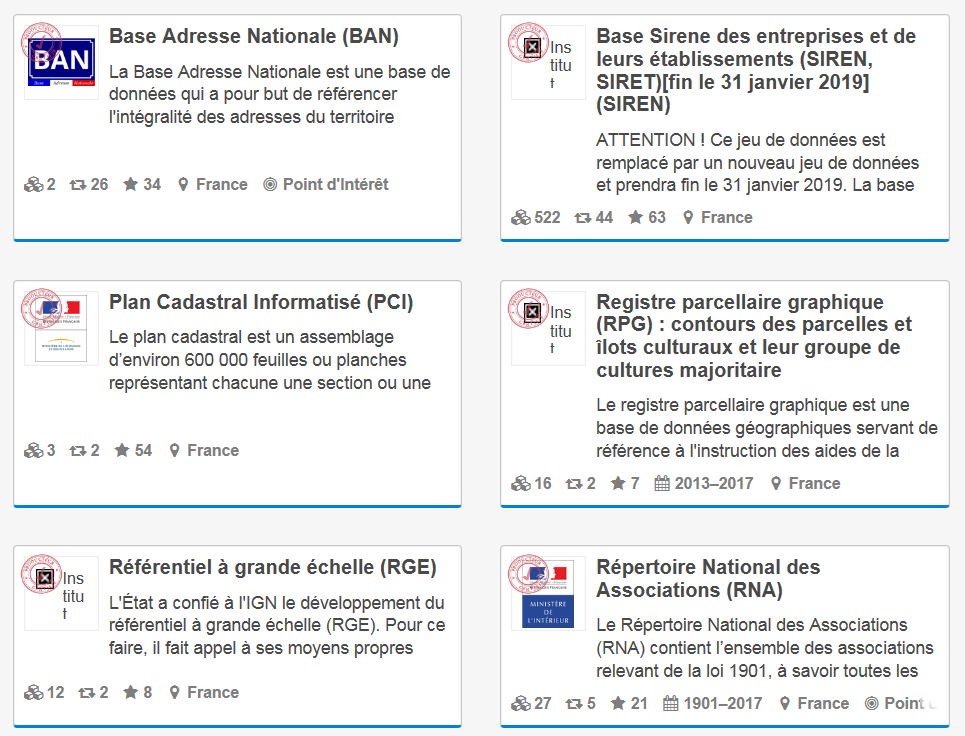 BAN
Base Adresse Nationale
Base Adresse Nationale (BAN)
La Base Adresse Nationale est une base de
données qui a pour but de référencer
l'intégralité des adresses du territoire
2 26 34 France Point d'Intérêt
Ins
titu
t
Base Sirene des entreprises et de
leurs établissements (SIREN,
SIRET)[fin le 31 janvier 2019]
(SIREN)
ATTENTION ! Ce jeu de données est
remplacé par un nouveau jeu de données
et prendra fin le 31 janvier 2019. La base
522 44 63 France
Plan Cadastral Informatisé (PCI)
Le plan cadastral est un assemblage
d’environ 600 000 feuilles ou planches
représentant chacune une section ou une
3 2 54 France
Ins
titu
t
Registre parcellaire graphique
(RPG) : contours des parcelles et
îlots culturaux et leur groupe de
cultures majoritaire
Le registre parcellaire graphique est une
base de données géographiques servant de
référence à l'instruction des aides de la
16 2 7 2013–2017 France
Ins
titu
t
Référentiel à grande échelle (RGE)
L'État a confié à l'IGN le développement du
référentiel à grande échelle (RGE). Pour ce
faire, il fait appel à ses moyens propres
12 2 8 France
MINISTÈRE
DE
L'INTÉRIEUR
Répertoire National des
Associations (RNA)
Le Répertoire National des Associations
(RNA) contient l’ensemble des associations
relevant de la loi 1901, à savoir toutes les
27 5 21 1901–2017 France Point